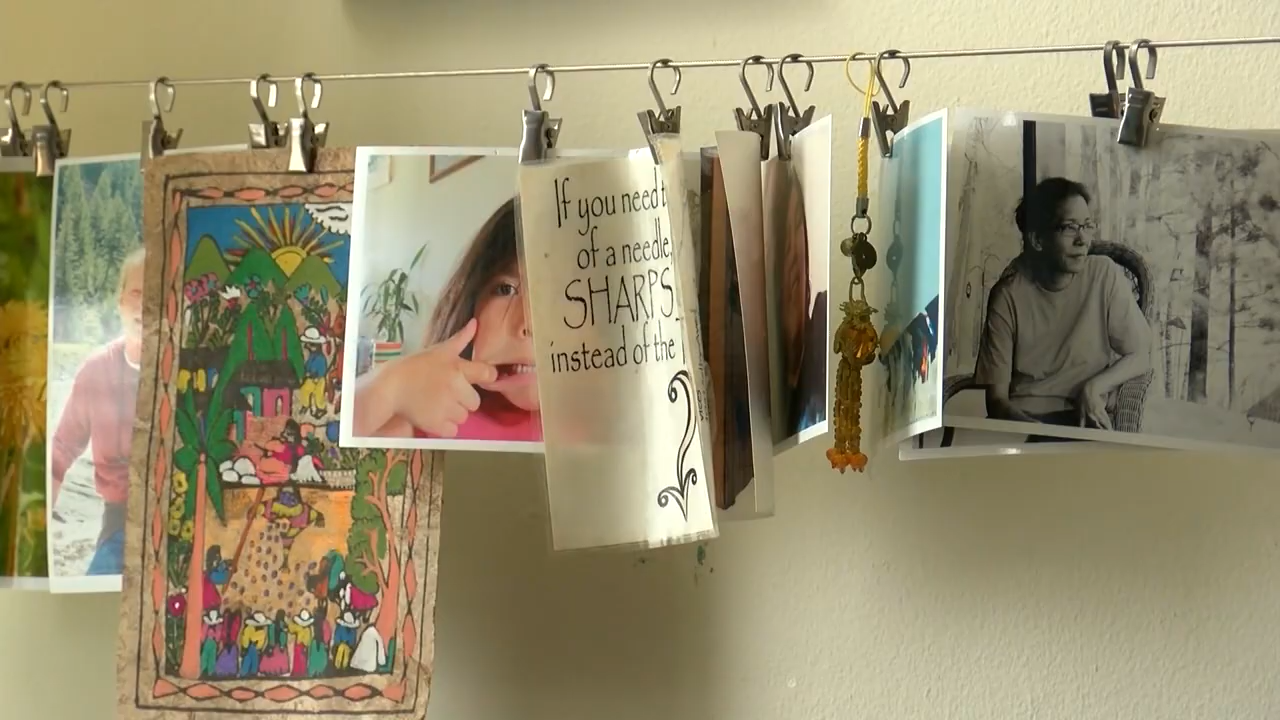 If you need
of a needle,
SHARPS
instead of the